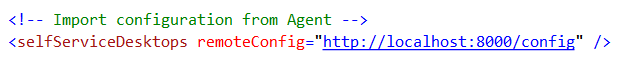 <!-- Import configuration from Agent -->
<selfServiceDesktops remoteConfig="http://localhost:8000/config" />